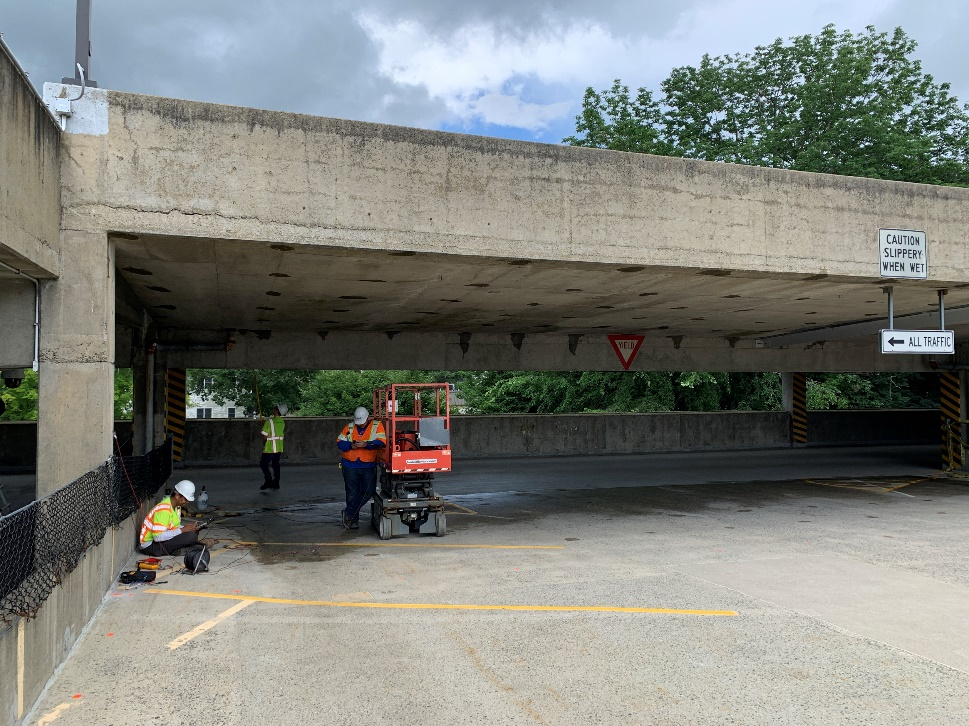 CAUTION
SLIPPERY
WHEN WET
YIELD
ALL TRAFFIC